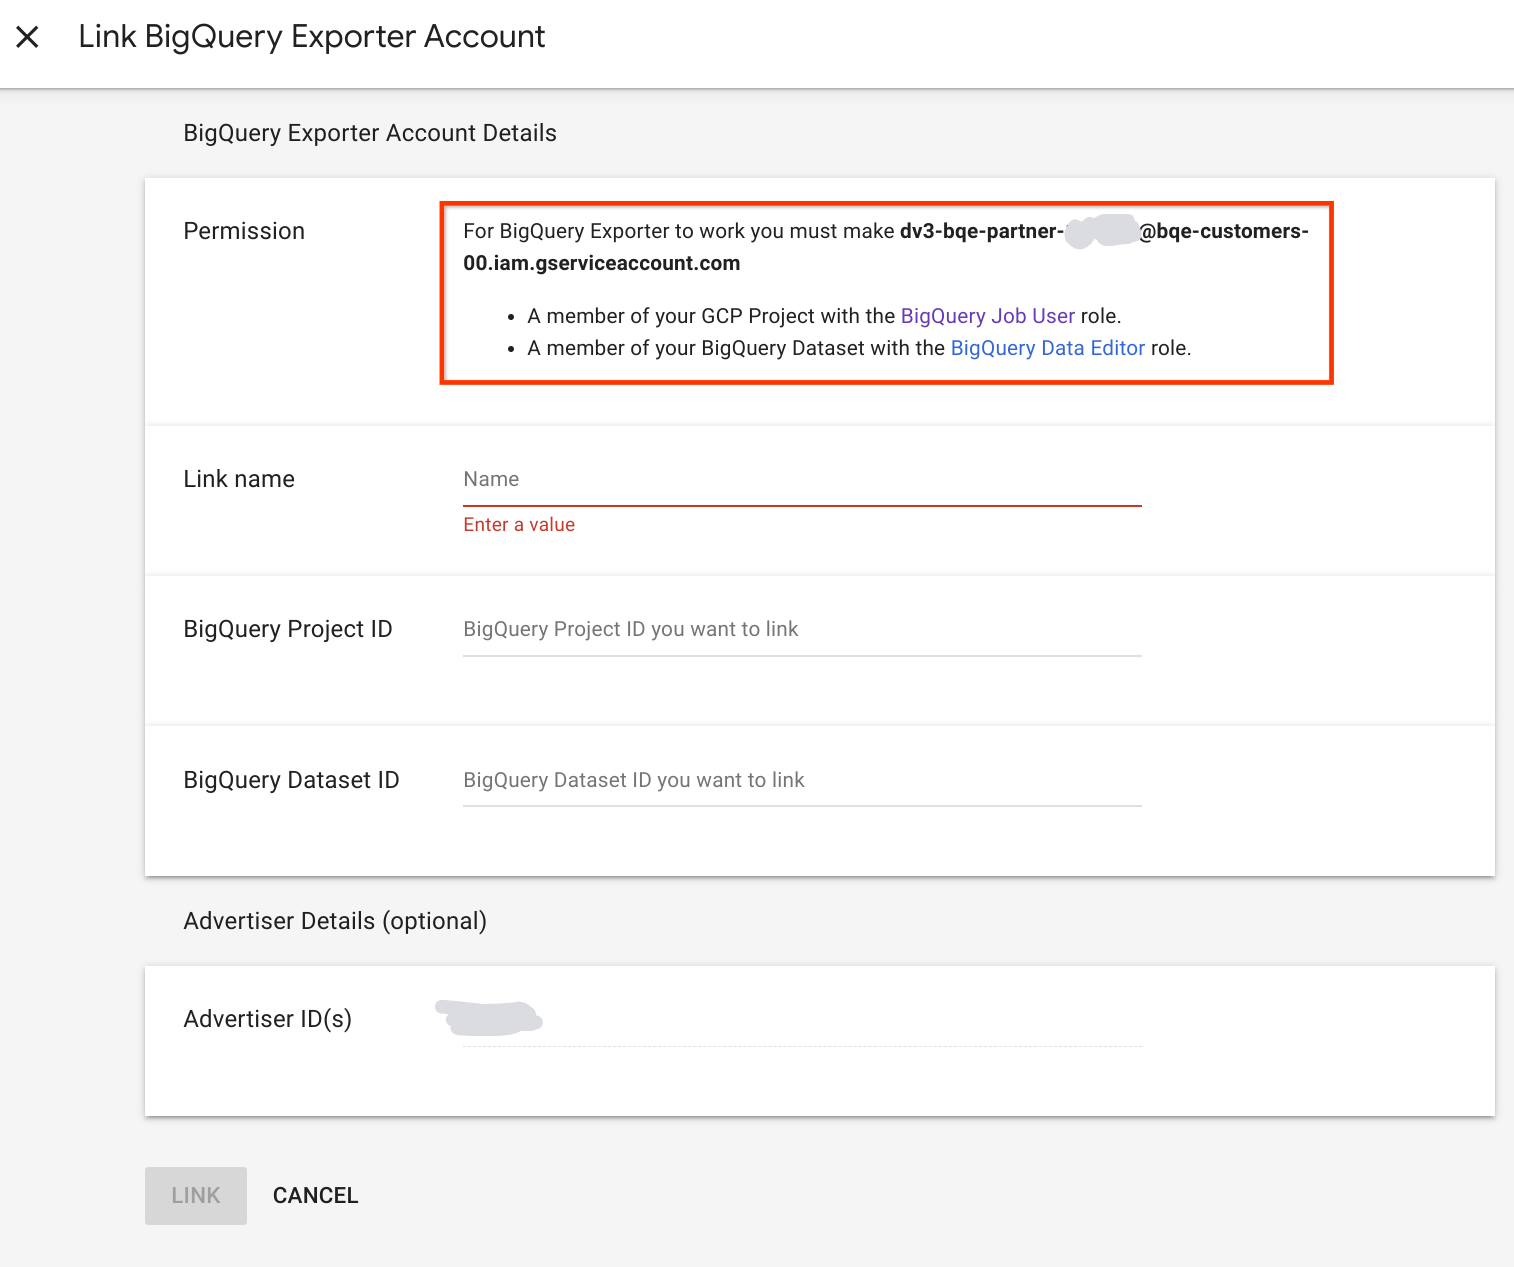 Link BigQuery Exporter Account
BigQuery Exporter Account Details
Permission
For BigQuery Exporter to work you must make dv3-bqe-partner- @bqe-customers-
00.iam.gserviceaccount.com
• A member of your GCP Project with the BigQuery Job User role.
• A member of your BigQuery Dataset with the BigQuery Data Editor role.
Link name
Name
Enter a value
BigQuery Project ID
BigQuery Project ID you want to link
BigQuery Dataset ID
BigQuery Dataset ID you want to link
Advertiser Details (optional)
Advertiser ID(s)
LINK
CANCEL